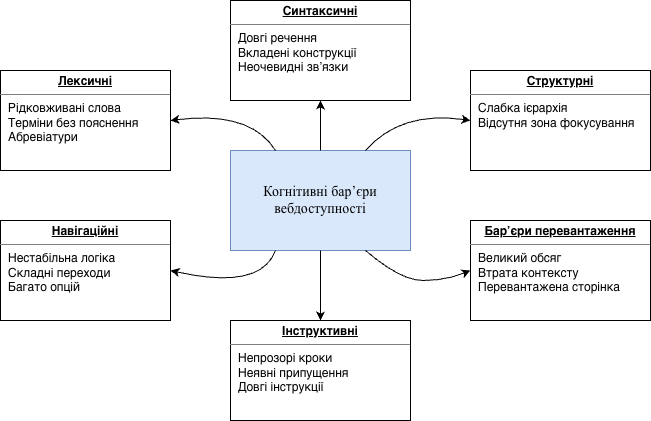 Синтаксичні
Довгі речення
Вкладені конструкції
Неочевидні зв'язки
Лексичні
Рідковживані слова
Терміни без пояснення
Абревіатури
Структурні
Слабка ієрархія
Відсутня зона фокусування
Когнітивні бар’єри
вебдоступності
Навігаційні
Нестабільна логіка
Складні переходи
Багато опцій
Бар’єри перевантаження
Великий обсяг
Втрата контексту
Перевантажена сторінка
Інструктивні
Непрозорі кроки
Неявні припущення
Довгі інструкції